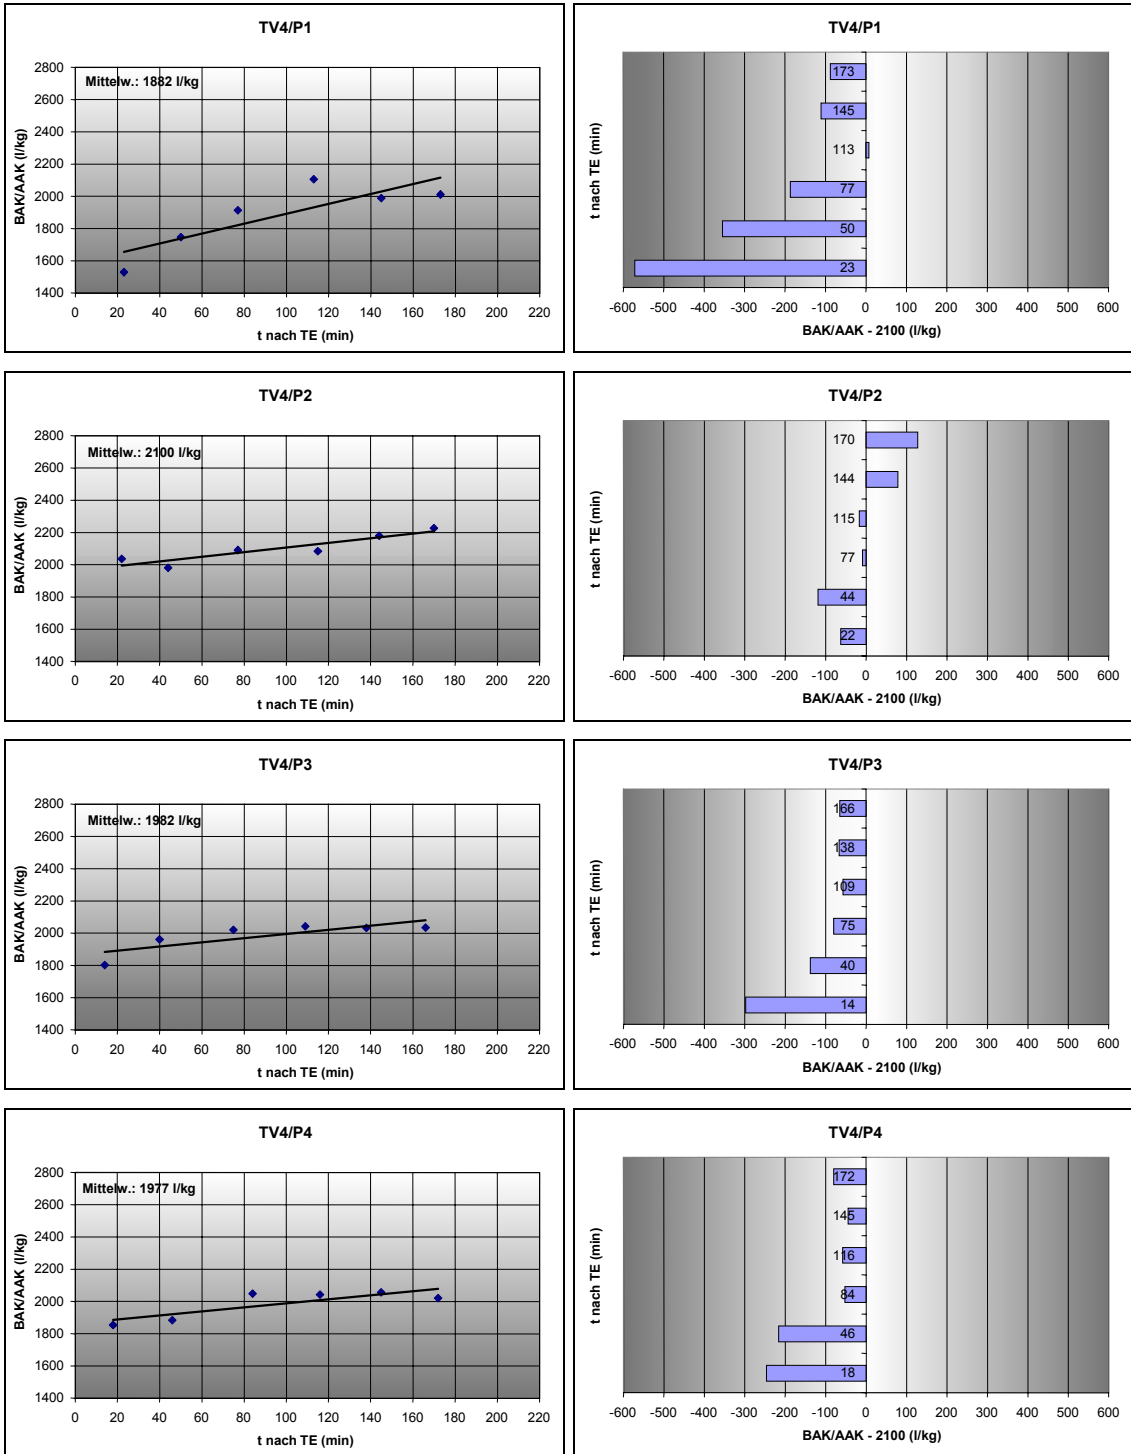 TV4/P1
Mittelw.: 1882 l/kg
BAK/AAK (l/kg)
2800
2600
2400
2200
2000
1800
1600
1400
0 20 40 60 80 100 120 140 160 180 200 220
t nach TE (min)
TV4/P1
t nach TE (min)
173
145
113
77
50
23
-600 -500 -400 -300 -200 -100 0 100 200 300 400 500 600
BAK/AAK - 2100 (l/kg)
TV4/P2
Mittelw.: 2100 l/kg
BAK/AAK (l/kg)
2800
2600
2400
2200
2000
1800
1600
1400
0 20 40 60 80 100 120 140 160 180 200 220
t nach TE (min)
TV4/P2
t nach TE (min)
170
144
115
77
44
22
-600 -500 -400 -300 -200 -100 0 100 200 300 400 500 600
BAK/AAK - 2100 (l/kg)
TV4/P3
Mittelw.: 1982 l/kg
BAK/AAK (l/kg)
2800
2600
2400
2200
2000
1800
1600
1400
0 20 40 60 80 100 120 140 160 180 200 220
t nach TE (min)
TV4/P3
t nach TE (min)
166
138
109
75
40
14
-600 -500 -400 -300 -200 -100 0 100 200 300 400 500 600
BAK/AAK - 2100 (l/kg)
TV4/P4
Mittelw.: 1977 l/kg
BAK/AAK (l/kg)
2800
2600
2400
2200
2000
1800
1600
1400
0 20 40 60 80 100 120 140 160 180 200 220
t nach TE (min)
TV4/P4
t nach TE (min)
172
145
116
84
46
18
-600 -500 -400 -300 -200 -100 0 100 200 300 400 500 600
BAK/AAK - 2100 (l/kg)